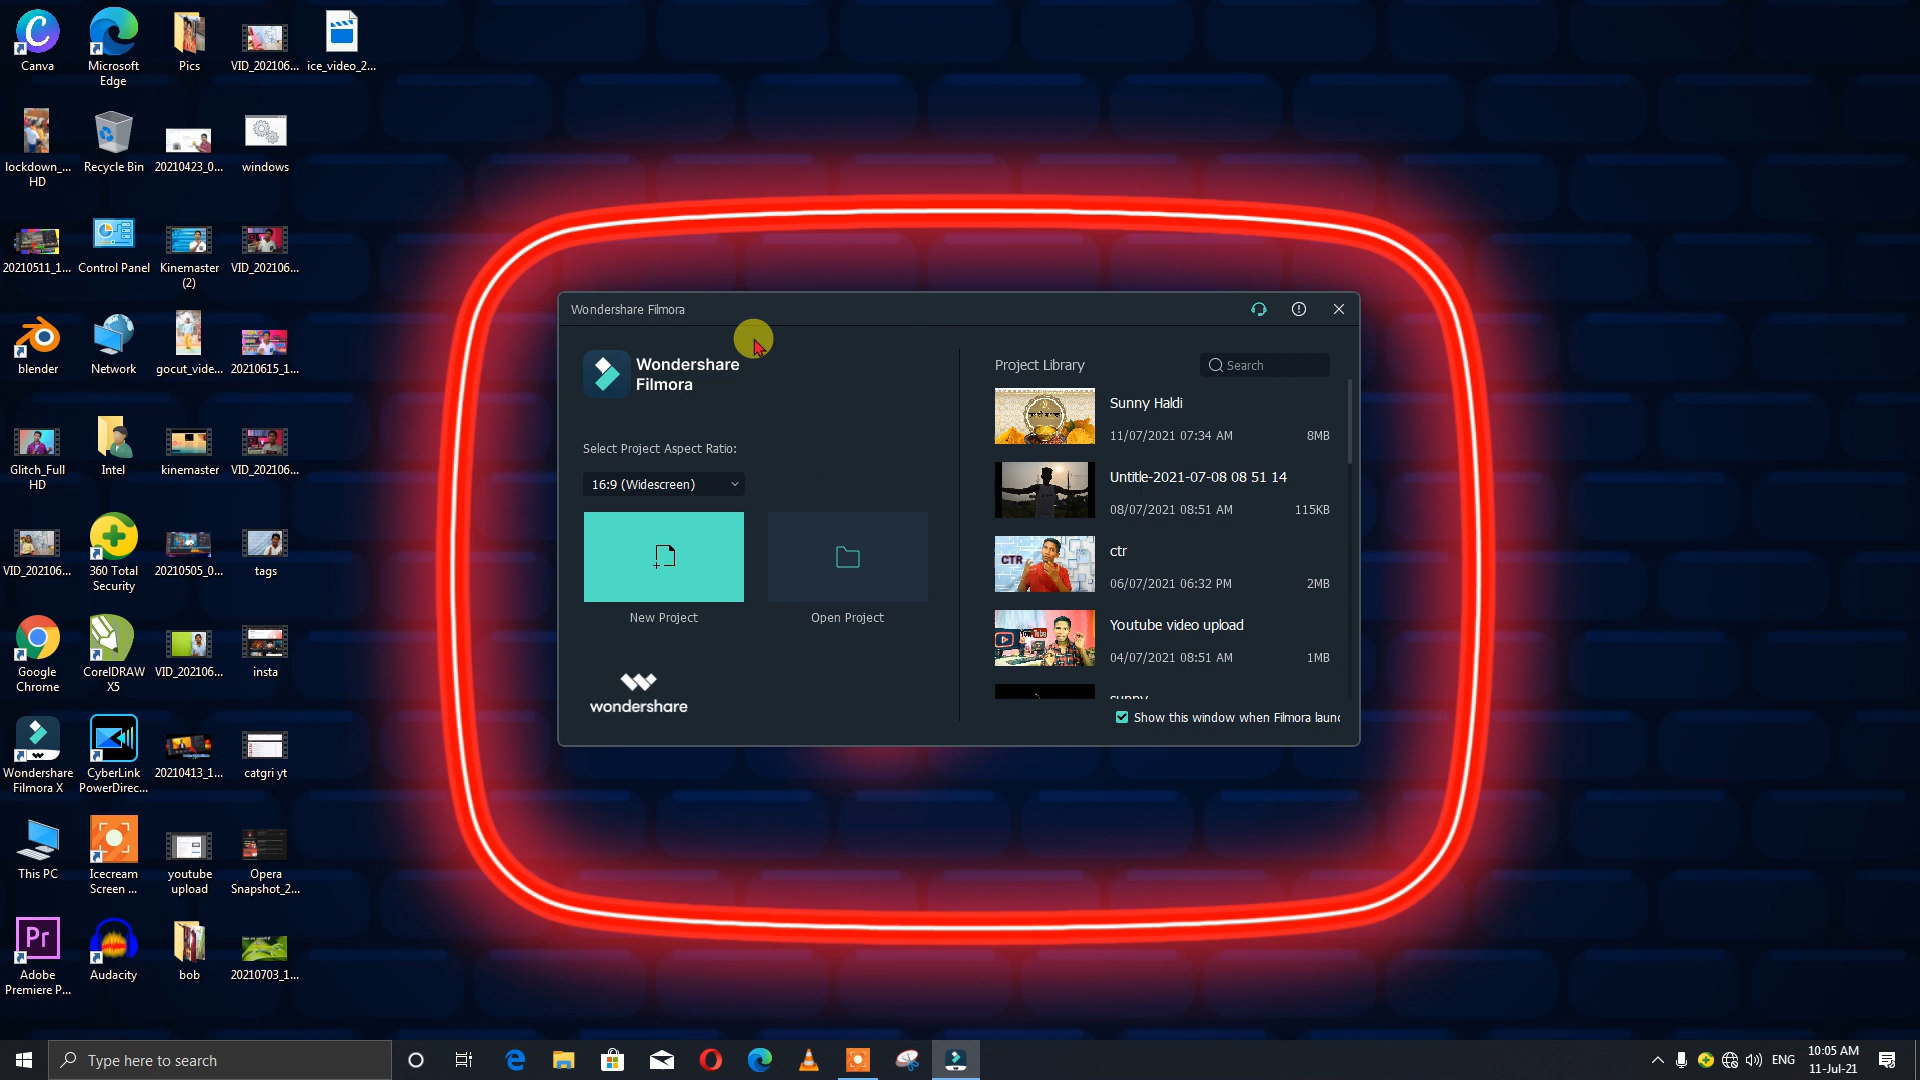 Canva
Microsoft
Edge
Pics
VID_202106...
ice_video_2...
lockdown_...
HD
Recycle Bin
20210423_0...
windows
20210511_1...
Control Panel
Kinemaster
(2)
VID_202106...
blender
Network
gocut_vide...
20210615_1...
Glitch_Full
HD
Intel
kinemaster
VID_202106...
VID_202106...
360 Total
Security
20210505_0...
tags
Google
Chrome
CorelDRAW
X5
VID_202106...
insta
Wondershare
Filmora X
CyberLink
PowerDirec...
20210413_1...
catgri yt
This PC
Icecream
Screen ...
youtube
upload
Opera
Snapshot_2...
Pr
Adobe
Premiere P...
Audacity
bob
20210703_1...
Wondershare Filmora
Wondershare
Filmora
Select Project Aspect Ratio:
16:9 (Widescreen)
New Project
Open Project
wondershare
Project Library
Search
Sunny Haldi
11/07/2021 07:34 AM 8MB
Untitle-2021-07-08 08 51 14
08/07/2021 08:51 AM 115KB
CTR
ctr
06/07/2021 06:32 PM 2MB
Youtube video upload
04/07/2021 08:51 AM 1MB
sunny
Show this window when Filmora launc
Type here to search
ENG
10:05 AM
11-Jul-21